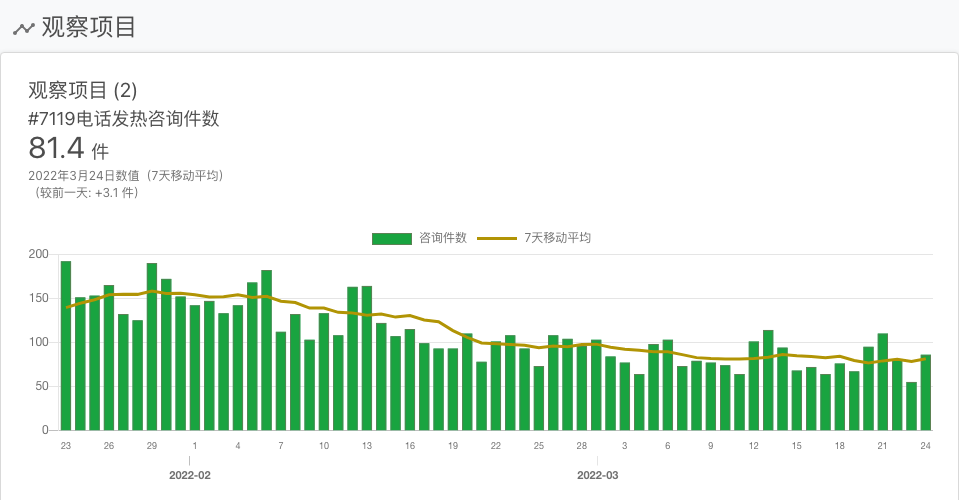 观察项目
观察项目 (2)
#7119电话发热咨询件数
81.4 件
2022年3月24日数值（7天移动平均）
（较前一天: +3.1 件）
咨询件数 7天移动平均
200
150
100
50
0
23 26 29 1 4 7 10 13 16 19 22 25 28 3 6 9 12 15 18 21 24
2022-02 2022-03